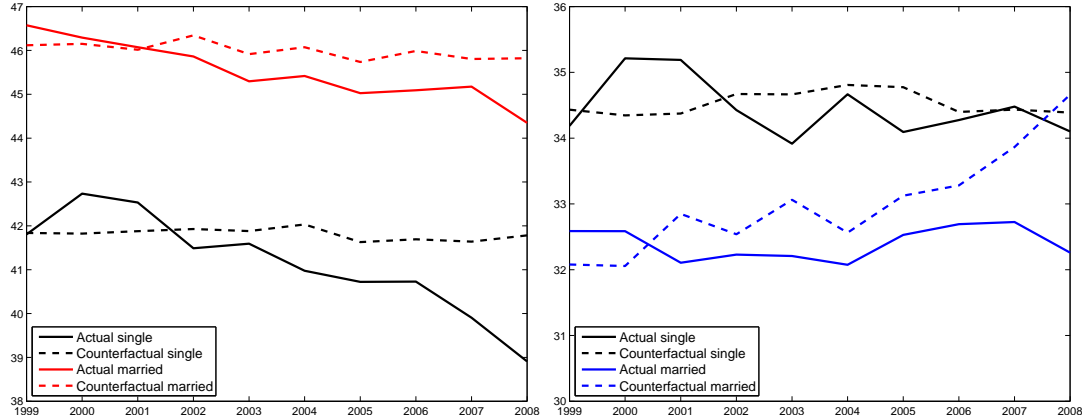 47
46
45
44
43
42
41
40
39
38
1999 2000 2001 2002 2003 2004 2005 2006 2007 2008
Actual single
Counterfactual single
Actual married
Counterfactual married
36
35
34
33
32
31
30
1999 2000 2001 2002 2003 2004 2005 2006 2007 2008
Actual single
Counterfactual single
Actual married
Counterfactual married